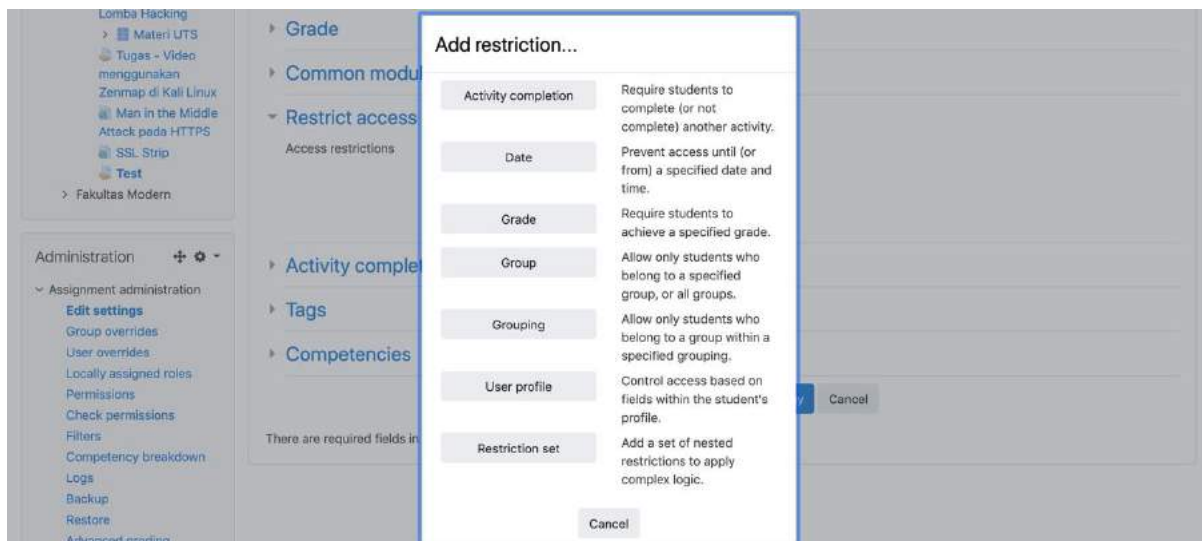 Lomba Hacking
Materi UTS
Tugas - Video
menggunakan
Zenmap di Kali Linux
Man in the Middle
Attack pada HTTPS
SSL Strip
Test
Fakultas Modern
Administration
Assignment administration
Edit settings
Group overrides
User overrides
Locally assigned roles
Permissions
Check permissions
Filters
Competency breakdown
Logs
Backup
Restore
Advanced grading
Grade
Common modul
Restrict access
Access restrictions
Activity complet
Tags
Competencies
Cancel
There are required fields in
Add restriction...
Activity completion
Require students to
complete (or not
complete) another activity.
Date
Prevent access until (or
from) a specified date and
time.
Grade
Require students to
achieve a specified grade.
Group
Allow only students who
belong to a specified
group, or all groups.
Grouping
Allow only students who
belong to a group within a
specified grouping.
User profile
Control access based on
fields within the student's
profile.
Restriction set
Add a set of nested
restrictions to apply
complex logic.
Cancel